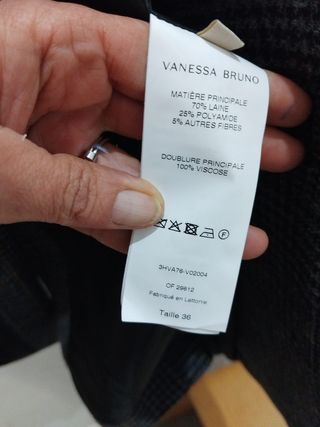 VANESSA BRUNO
MATIÈRE PRINCIPALE
70% LAINE
25% POLYAMIDE
5% AUTRES FIBRES
DOUBLURE PRINCIPALE
100% VISCOSE
F
3HVA76-V02004
OF 29612
Fabriqué en Lettonie
Taille 36